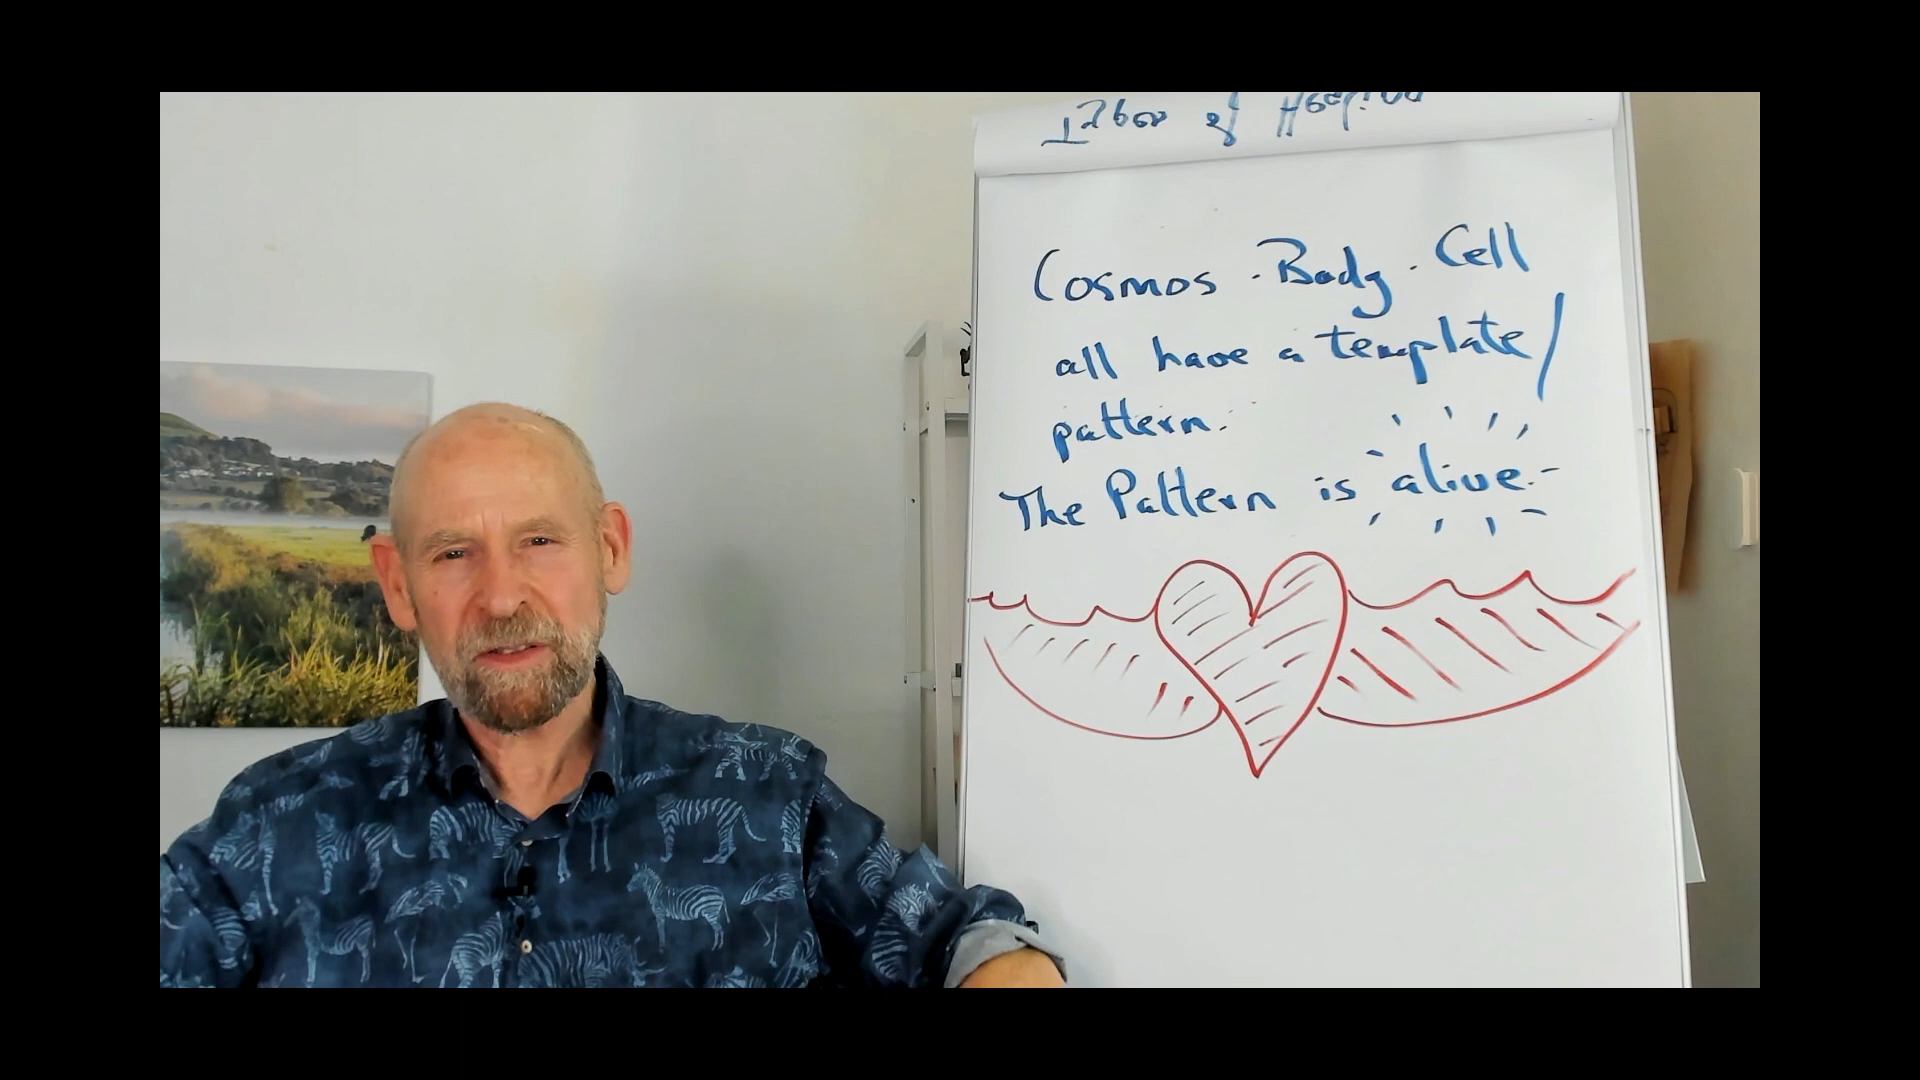 Cosmos · Body · Cell
all have a template/
pattern.
The Pattern is alive